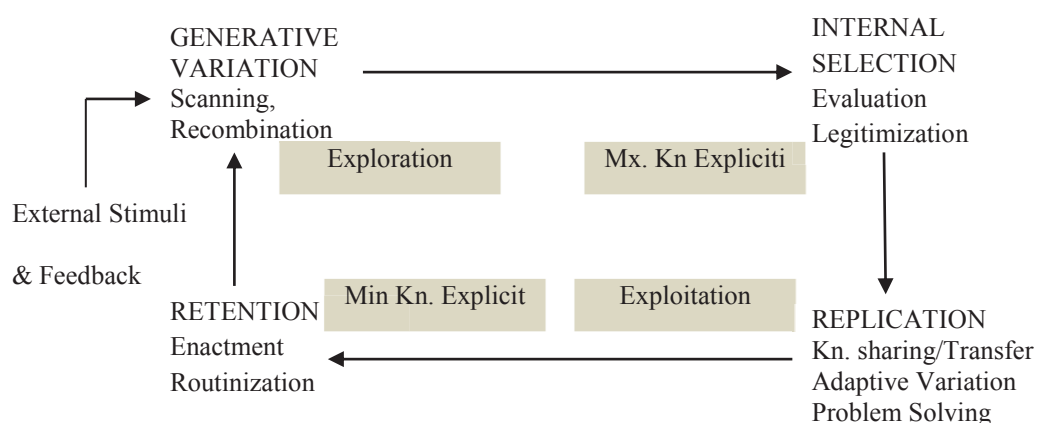 GENERATIVE
VARIATION
Scanning,
Recombination
INTERNAL
SELECTION
Evaluation
Legitimization
Exploration
Mx. Kn Expliciti
External Stimuli
& Feedback
Min Kn. Explicit
Exploitation
RETENTION
Enactment
Routinization
REPLICATION
Kn. sharing/Transfer
Adaptive Variation
Problem Solving